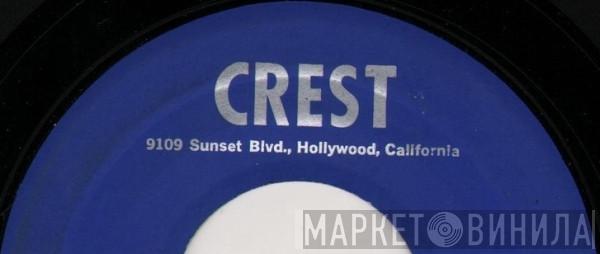 CREST
9109 Sunset Blvd., Hollywood, California
МАРКЕТ ВИНИЛА